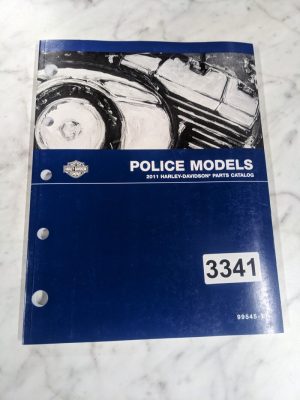 POLICE MODELS
2011 HARLEY-DAVIDSON® PARTS CATALOG
3341